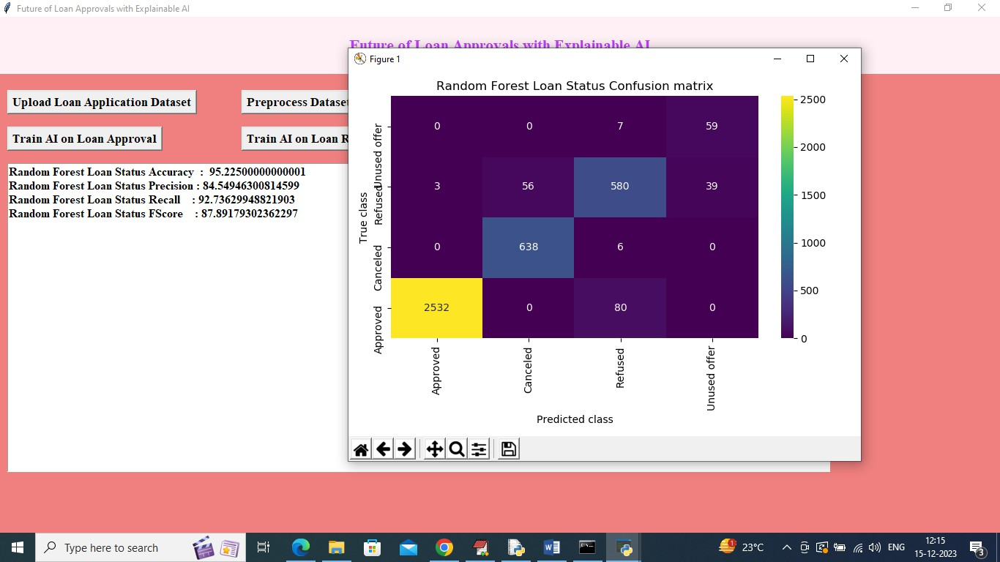 Future of Loan Approvals with Explainable AI
Future of Loan Approvals with Explainable AI
Upload Loan Application Dataset
Preprocess Dataset
Train AI on Loan Approval
Train AI on Loan R
Random Forest Loan Status Accuracy  :  95.22500000000001
Random Forest Loan Status Precision : 84.54946300814599
Random Forest Loan Status Recall    : 92.73629948821903
Random Forest Loan Status FScore    : 87.89179302362297
Figure 1
Random Forest Loan Status Confusion matrix
True class
Unused offer
0 0 7 59
Refused
3 56 580 39
Canceled
0 638 6 0
Approved
2532 0 80 0
Approved Canceled Refused Unused offer
Predicted class
2500
2000
1500
1000
500
0
Type here to search
1
23°C
ENG
12:15
15-12-2023
3